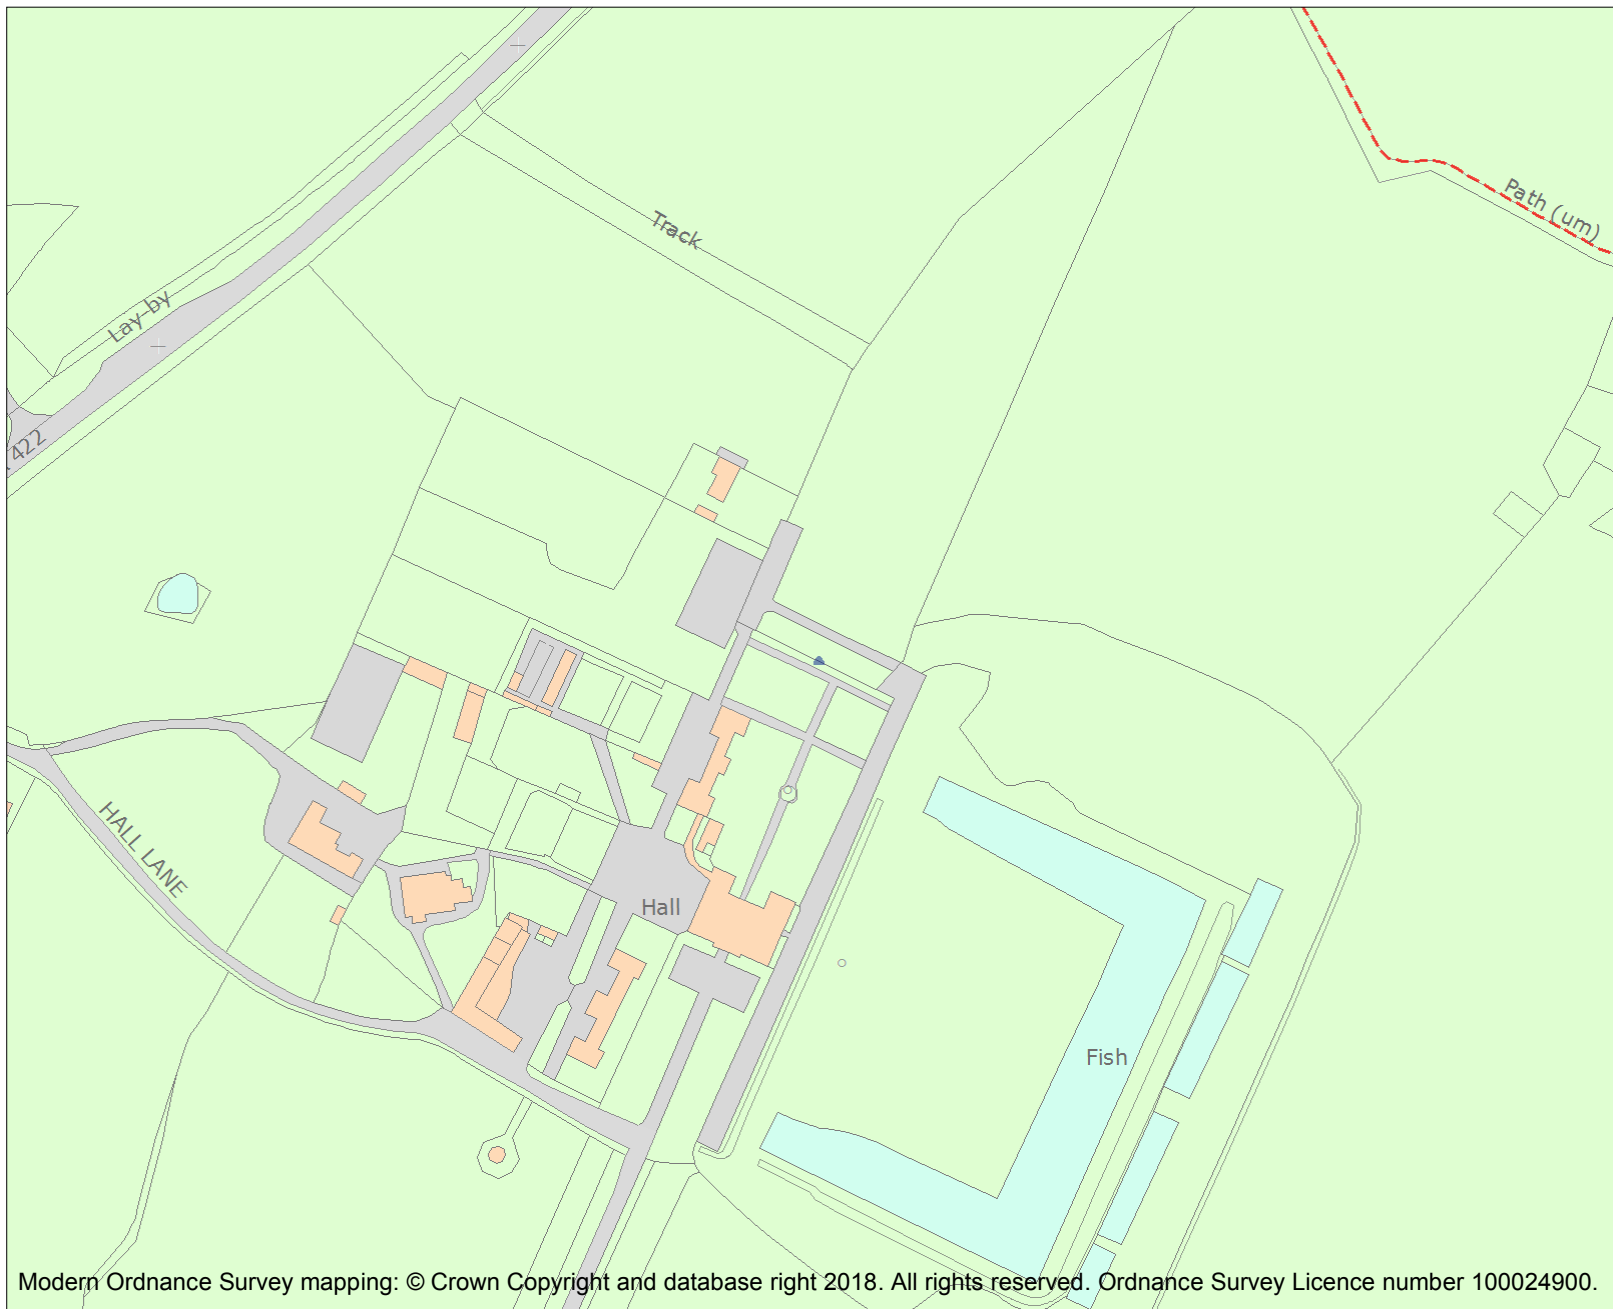 Path (um)
Track
Lay-by
422
HALL LANE
Hall
Fish
Modern Ordnance Survey mapping: © Crown Copyright and database right 2018. All rights reserved. Ordnance Survey Licence number 100024900.